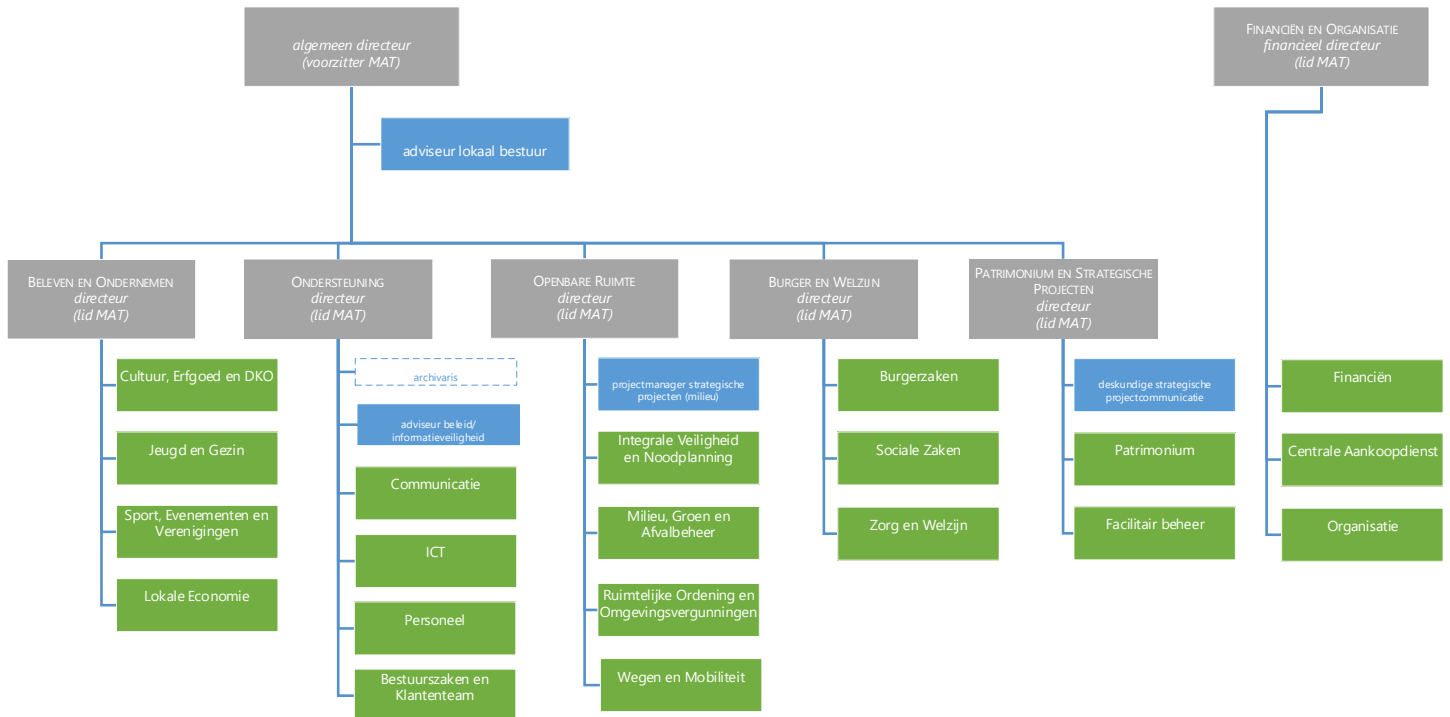 algemeen directeur
(voorzitter MAT)
FINANCIËN EN ORGANISATIE
financieel directeur
(lid MAT)
adviseur lokaal bestuur
BELEVEN EN ONDERNEMEN
directeur
(lid MAT)
ONDERSTEUNING
directeur
(lid MAT)
OPENBARE RUIMTE
directeur
(lid MAT)
BURGER EN WELZIJN
directeur
(lid MAT)
PATRIMONIUM EN STRATEGISCHE
PROJECTEN
directeur
(lid MAT)
Cultuur, Erfgoed en DKO
Jeugd en Gezin
Sport, Evenementen en
Verenigingen
Lokale Economie
archivaris
adviseur beleid/
informatieveiligheid
Communicatie
ICT
Personeel
Bestuurszaken en
Klantenteam
projectmanager strategische
projecten (milieu)
Integrale Veiligheid
en Noodplanning
Milieu, Groen en
Afvalbeheer
Ruimtelijke Ordening en
Omgevingsvergunningen
Wegen en Mobiliteit
Burgerzaken
Sociale Zaken
Zorg en Welzijn
deskundige strategische
projectcommunicatie
Patrimonium
Facilitair beheer
Financiën
Centrale Aankoopdienst
Organisatie